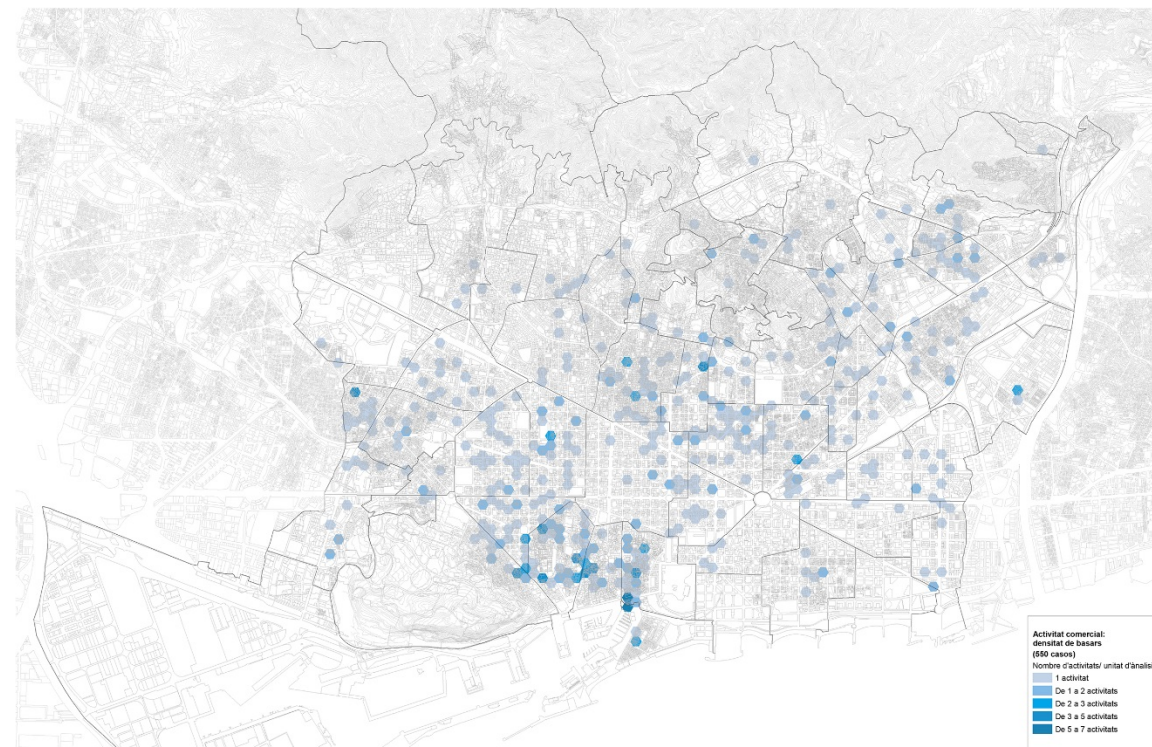 Activitat comercial:
densitat de basars
(550 casos)
Nombre d'activitats/ unitat d'ànalisi
1 activitat
De 1 a 2 activitats
De 2 a 3 activitats
De 3 a 5 activitats
De 5 a 7 activitats